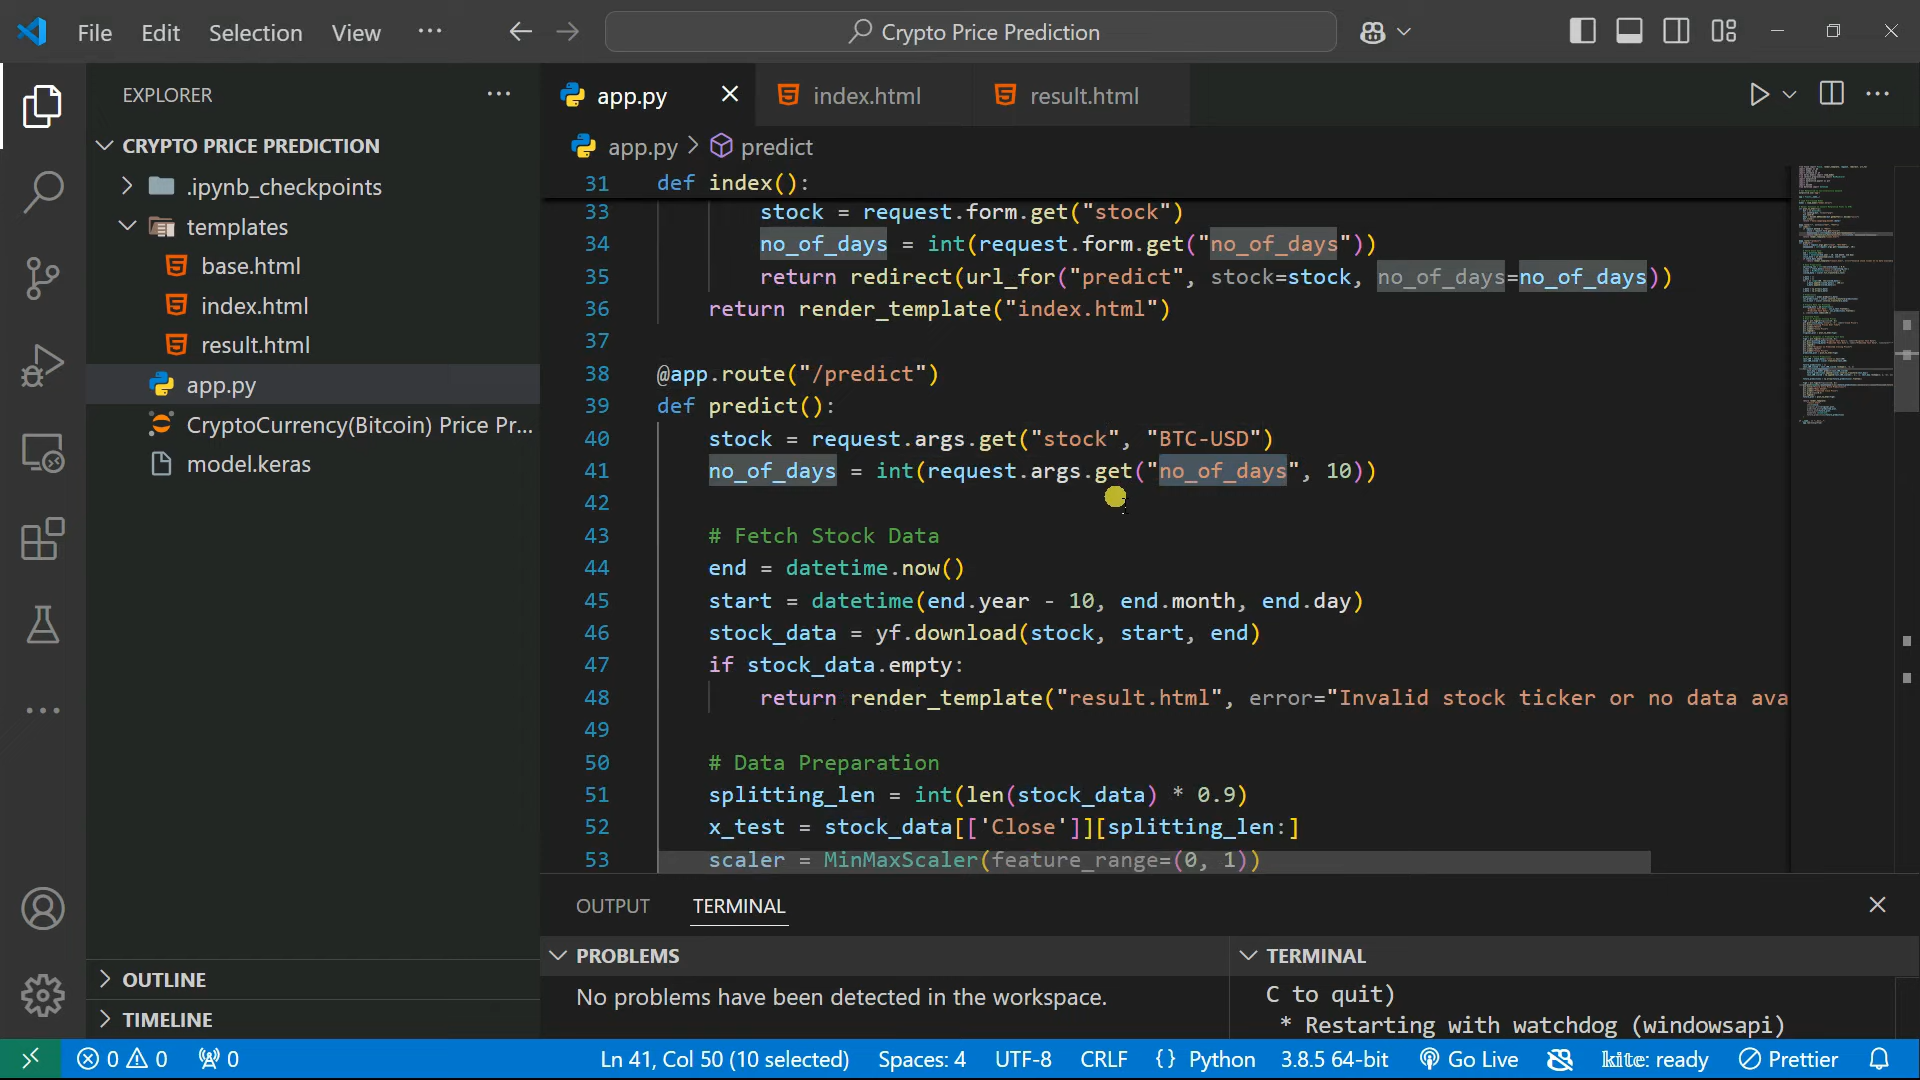 File Edit Selection View ... Crypto Price Prediction
EXPLORER
CRYPTO PRICE PREDICTION
.ipynb_checkpoints
templates
base.html
index.html
result.html
app.py
CryptoCurrency(Bitcoin) Price Pr...
model.keras
OUTLINE
TIMELINE
app.py index.html result.html
app.py > predict
31 def index():
33 stock = request.form.get("stock")
34 no_of_days = int(request.form.get("no_of_days"))
35 return redirect(url_for("predict", stock=stock, no_of_days=no_of_days))
36 return render_template("index.html")
37
38 @app.route("/predict")
39 def predict():
40 stock = request.args.get("stock", "BTC-USD")
41 no_of_days = int(request.args.get("no_of_days", 10))
42
43 # Fetch Stock Data
44 end = datetime.now()
45 start = datetime(end.year - 10, end.month, end.day)
46 stock_data = yf.download(stock, start, end)
47 if stock_data.empty:
48 return render_template("result.html", error="Invalid stock ticker or no data ava
49
50 # Data Preparation
51 splitting_len = int(len(stock_data) * 0.9)
52 x_test = stock_data[['Close']][splitting_len:]
53 scaler = MinMaxScaler(feature_range=(0, 1))
OUTPUT TERMINAL
PROBLEMS
No problems have been detected in the workspace.
TERMINAL
C to quit)
* Restarting with watchdog (windowsapi)
0 0 0 Ln 41, Col 50 (10 selected) Spaces: 4 UTF-8 CRLF {} Python 3.8.5 64-bit Go Live kite: ready Prettier